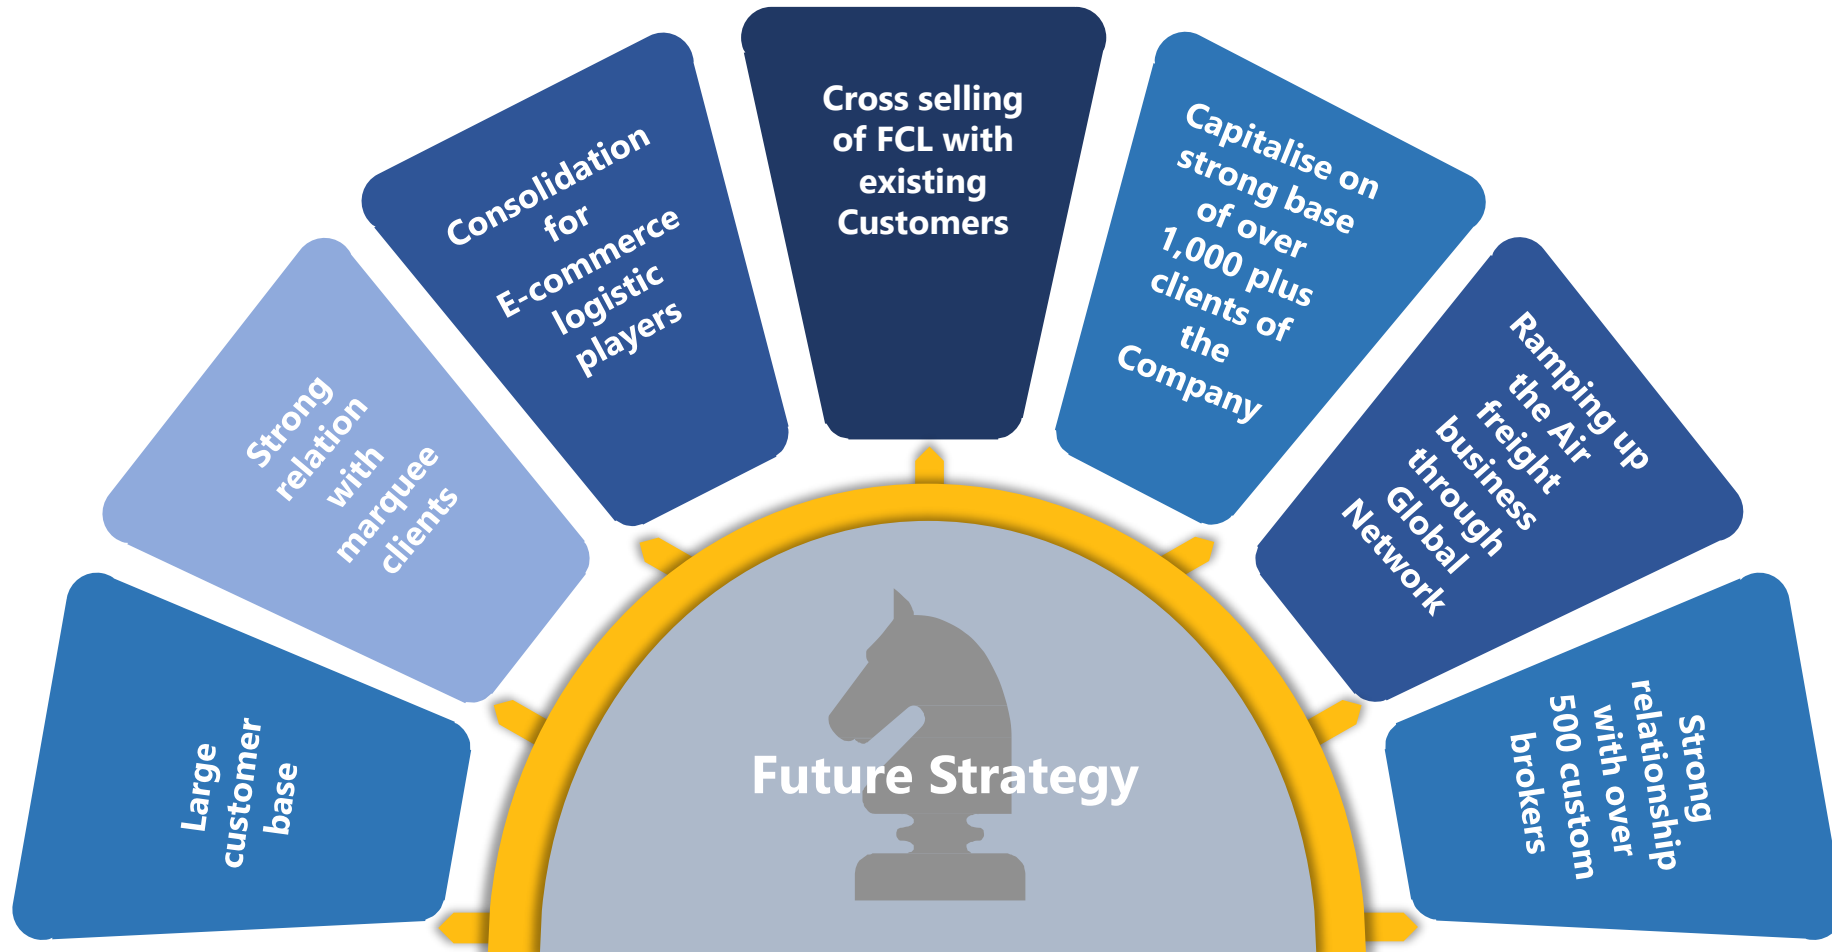 Large
customer
base
Strong
relation
with
marquee
clients
Consolidation
for
E-commerce
logistic
players
Cross selling
of FCL with
existing
Customers
Capitalise on
strong base
of over
1,000 plus
clients of
the
Company
Ramping up
the Air
freight
business
through
Global
Network
Strong
relationship
with over
500 custom
brokers
Future Strategy